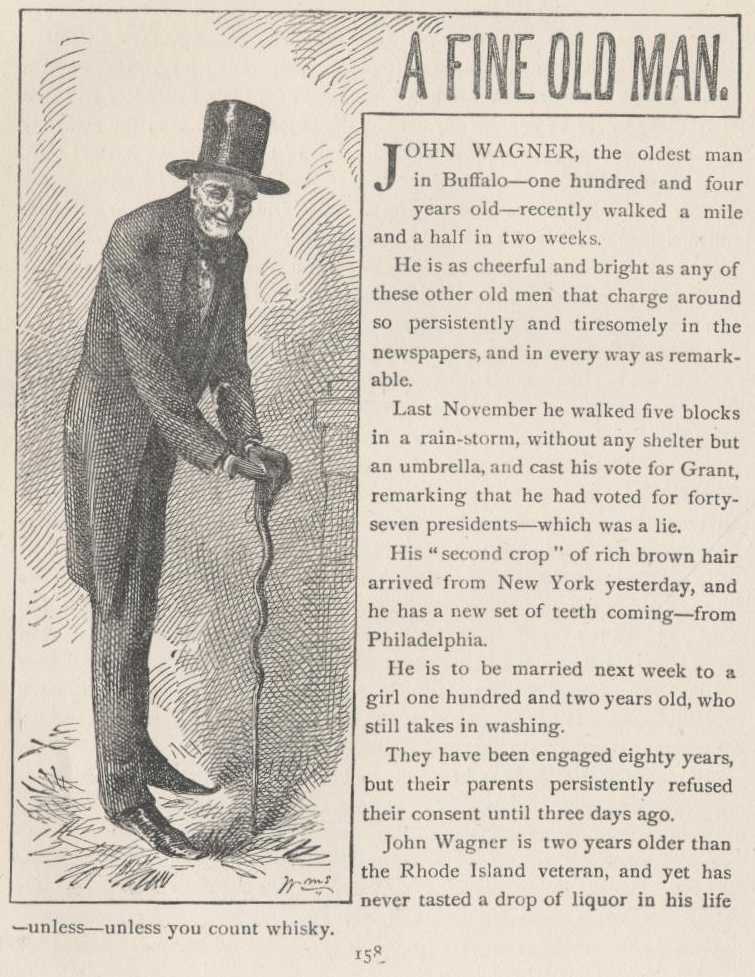 A FINE OLD MAN.
JOHN WAGNER, the oldest man
in Buffalo—one hundred and four
years old—recently walked a mile
and a half in two weeks.
He is as cheerful and bright as any of
these other old men that charge around
so persistently and tiresomely in the
newspapers, and in every way as remark-
able.
Last November he walked five blocks
in a rain-storm, without any shelter but
an umbrella, and cast his vote for Grant,
remarking that he had voted for forty-
seven presidents—which was a lie.
His "second crop" of rich brown hair
arrived from New York yesterday, and
he has a new set of teeth coming—from
Philadelphia.
He is to be married next week to a
girl one hundred and two years old, who
still takes in washing.
They have been engaged eighty years,
but their parents persistently refused
their consent until three days ago.
John Wagner is two years older than
the Rhode Island veteran, and yet has
never tasted a drop of liquor in his life
—unless—unless you count whisky.
158